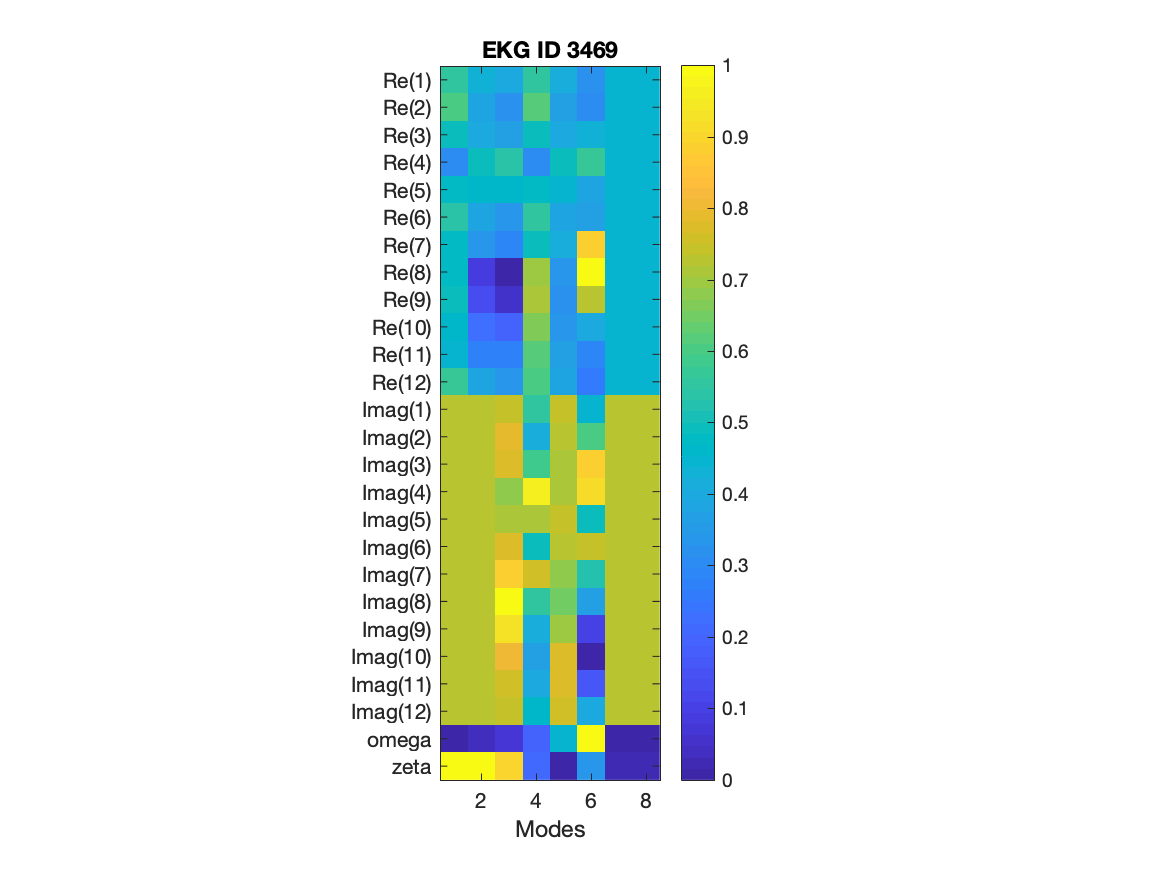 EKG ID 3469
Re(1)
Re(2)
Re(3)
Re(4)
Re(5)
Re(6)
Re(7)
Re(8)
Re(9)
Re(10)
Re(11)
Re(12)
Imag(1)
Imag(2)
Imag(3)
Imag(4)
Imag(5)
Imag(6)
Imag(7)
Imag(8)
Imag(9)
Imag(10)
Imag(11)
Imag(12)
omega
zeta
2 4 6 8
Modes
1
0.9
0.8
0.7
0.6
0.5
0.4
0.3
0.2
0.1
0